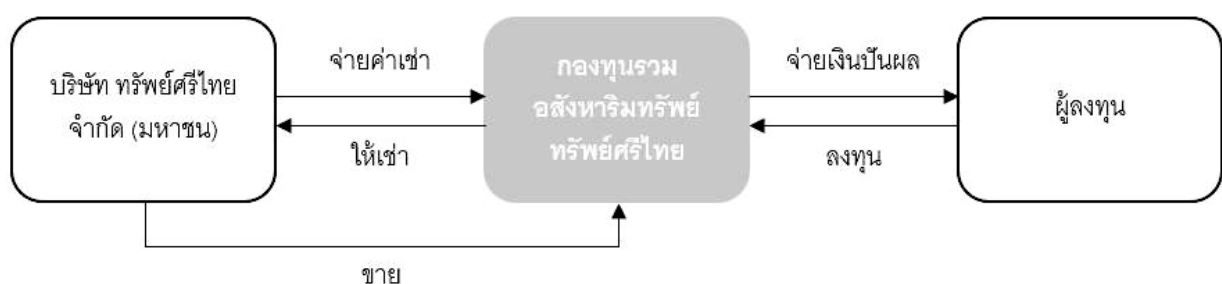 บริษัท ทรัพย์ศรีไทย
จำกัด (มหาชน)
จ่ายค่าเช่า
ให้เช่า
กองทุนรวม
อสังหาริมทรัพย์
ทรัพย์ศรีไทย
จ่ายเงินปันผล
ลงทุน
ผู้ลงทุน
ขาย